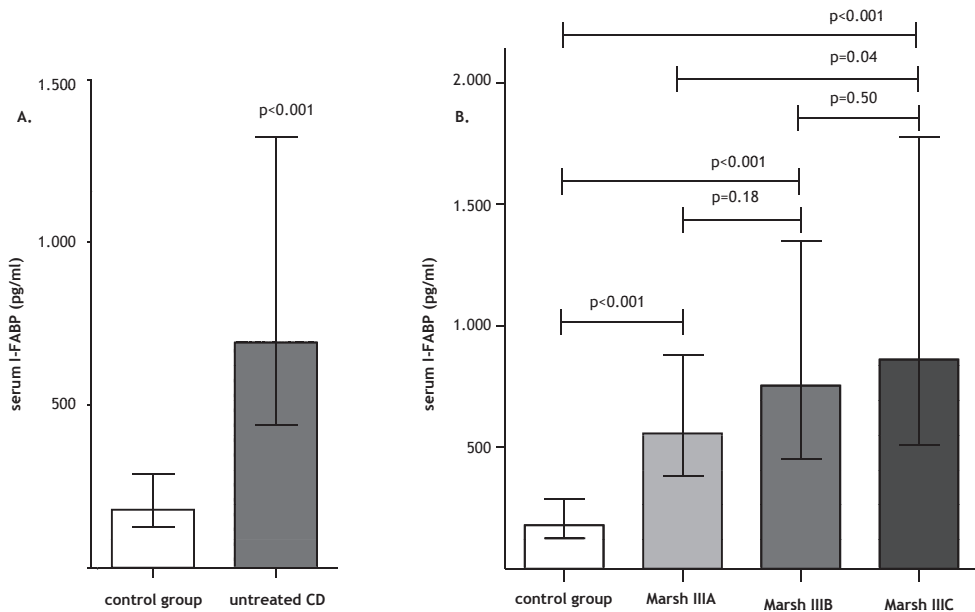 A.
serum I-FABP (pg/ml)
1.500
1.000
500
p<0.001
control group
untreated CD
B.
serum I-FABP (pg/ml)
2.000
1.500
1.000
500
p<0.001
p=0.04
p=0.50
p<0.001
p=0.18
p<0.001
control group
Marsh IIIA
Marsh IIIB
Marsh IIIC